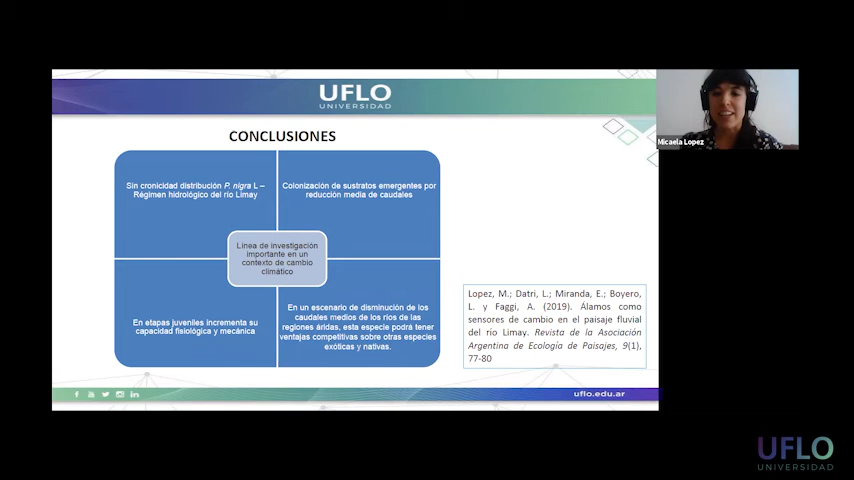 UFLO
UNIVERSIDAD
CONCLUSIONES
Sin cronicidad distribución P. nigra L –
Régimen hidrológico del río Limay
Colonización de sustratos emergentes por
reducción media de caudales
Línea de investigación
importante en un
contexto de cambio
climático
En etapas juveniles incrementa su
capacidad fisiológica y mecánica
En un escenario de disminución de los
caudales medios de los ríos de las
regiones áridas, esta especie podrá tener
ventajas competitivas sobre otras especies
exóticas y nativas.
Lopez, M.; Datri, L.; Miranda, E.; Boyero,
L. y Faggi, A. (2019). Álamos como
sensores de cambio en el paisaje fluvial
del río Limay. Revista de la Asociación
Argentina de Ecología de Paisajes, 9(1),
77-80
uflo.edu.ar
Micaela Lopez
UFLO
UNIVERSIDAD